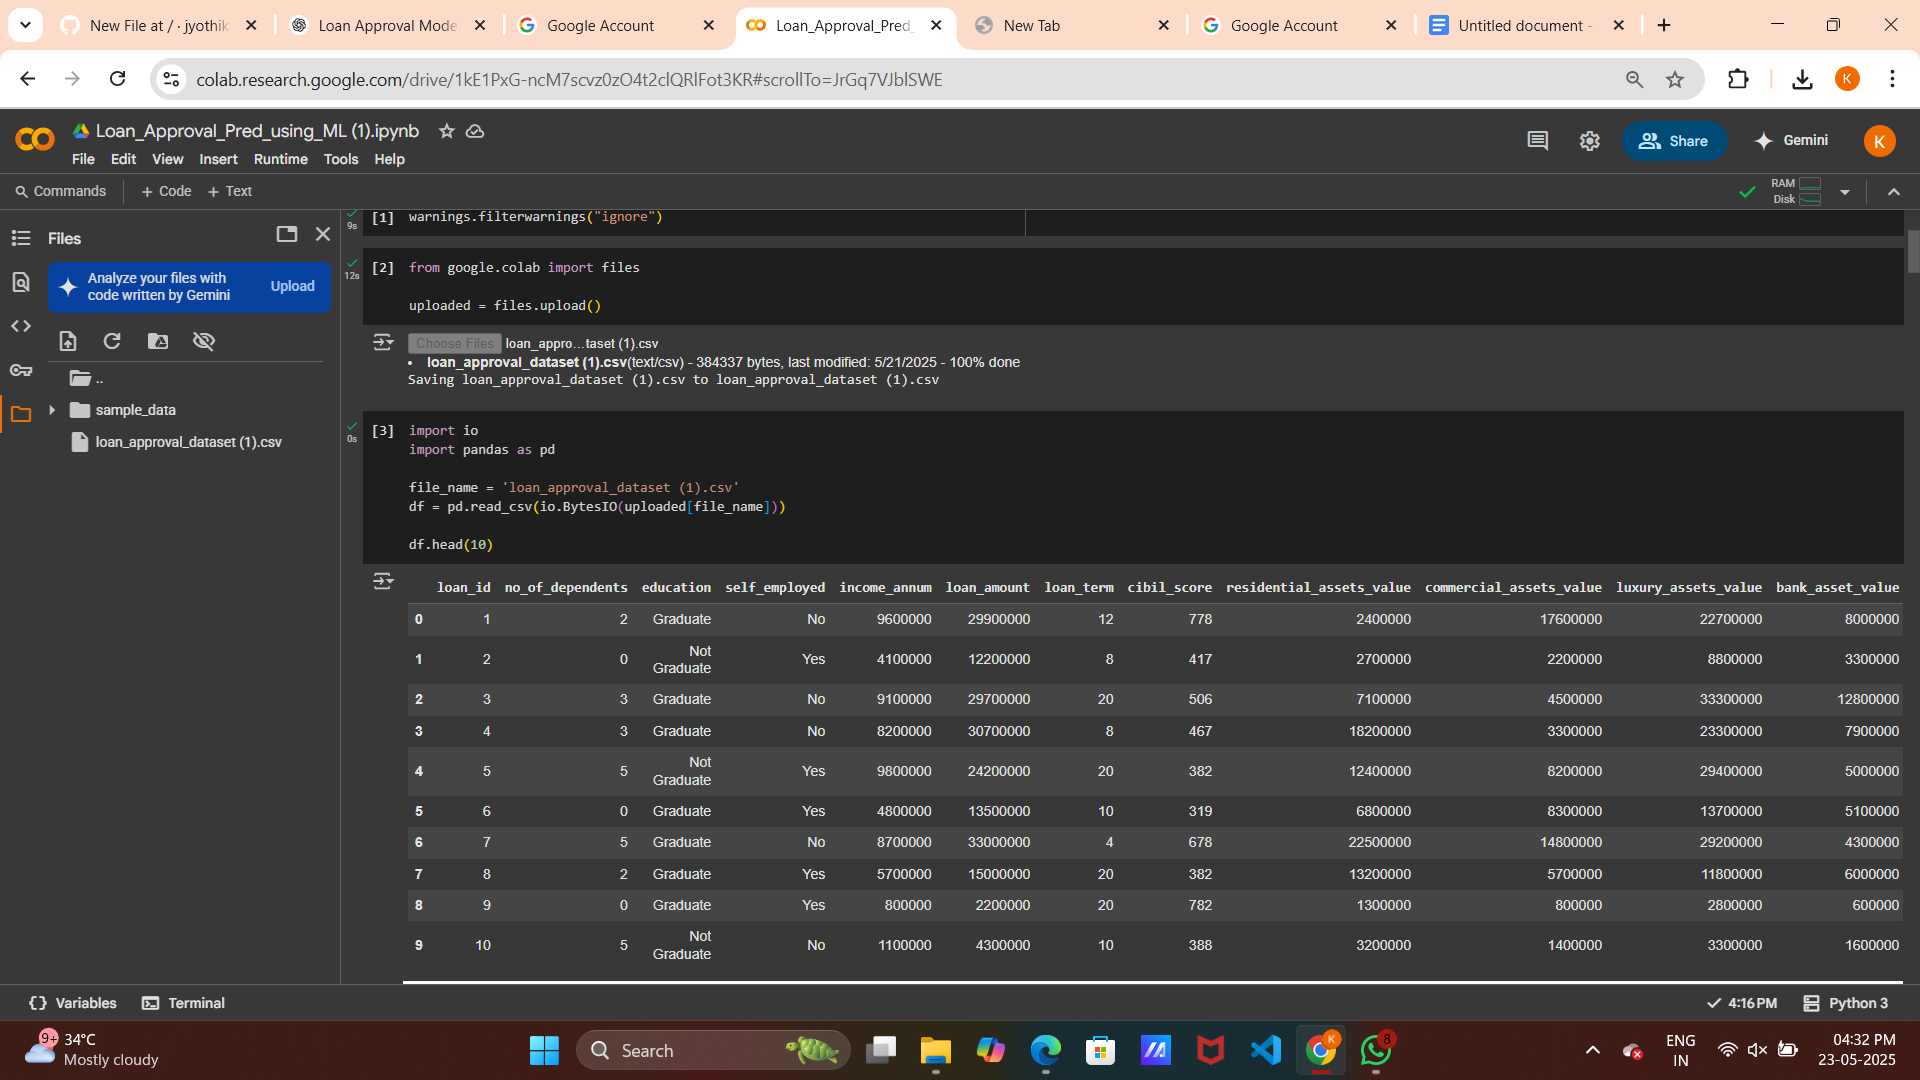 New File at / · jyothik
Loan Approval Mode
Google Account
Loan_Approval_Pred_
New Tab
Google Account
Untitled document -
colab.research.google.com/drive/1kE1PxG-ncM7scvz0zO4t2clQRlFot3KR#scrollTo=JrGq7VJblSWE
K
Loan_Approval_Pred_using_ML (1).ipynb
File Edit View Insert Runtime Tools Help
Share
Gemini
K
Commands + Code + Text
RAM
Disk
Files
Analyze your files with
code written by Gemini
Upload
..
sample_data
loan_approval_dataset (1).csv
9s
[1] warnings.filterwarnings("ignore")
12s
[2] from google.colab import files
uploaded = files.upload()
Choose Files loan_appro...taset (1).csv
• loan_approval_dataset (1).csv(text/csv) - 384337 bytes, last modified: 5/21/2025 - 100% done
Saving loan_approval_dataset (1).csv to loan_approval_dataset (1).csv
0s
[3] import io
import pandas as pd
file_name = 'loan_approval_dataset (1).csv'
df = pd.read_csv(io.BytesIO(uploaded[file_name]))
df.head(10)
loan_id no_of_dependents education self_employed income_annum loan_amount loan_term cibil_score residential_assets_value commercial_assets_value luxury_assets_value bank_asset_value
0 1 2 Graduate No 9600000 29900000 12 778 2400000 17600000 22700000 8000000
1 2 0 Not Graduate Yes 4100000 12200000 8 417 2700000 2200000 8800000 3300000
2 3 3 Graduate No 9100000 29700000 20 506 7100000 4500000 33300000 12800000
3 4 3 Graduate No 8200000 30700000 8 467 18200000 3300000 23300000 7900000
4 5 5 Not Graduate Yes 9800000 24200000 20 382 12400000 8200000 29400000 5000000
5 6 0 Graduate Yes 4800000 13500000 10 319 6800000 8300000 13700000 5100000
6 7 5 Graduate No 8700000 33000000 4 678 22500000 14800000 29200000 4300000
7 8 2 Graduate Yes 5700000 15000000 20 382 13200000 5700000 11800000 6000000
8 9 0 Graduate Yes 800000 2200000 20 782 1300000 800000 2800000 600000
9 10 5 Not Graduate No 1100000 4300000 10 388 3200000 1400000 3300000 1600000
Variables
Terminal
4:16 PM
Python 3
9+
34°C
Mostly cloudy
Search
K
8
ENG
IN
04:32 PM
23-05-2025